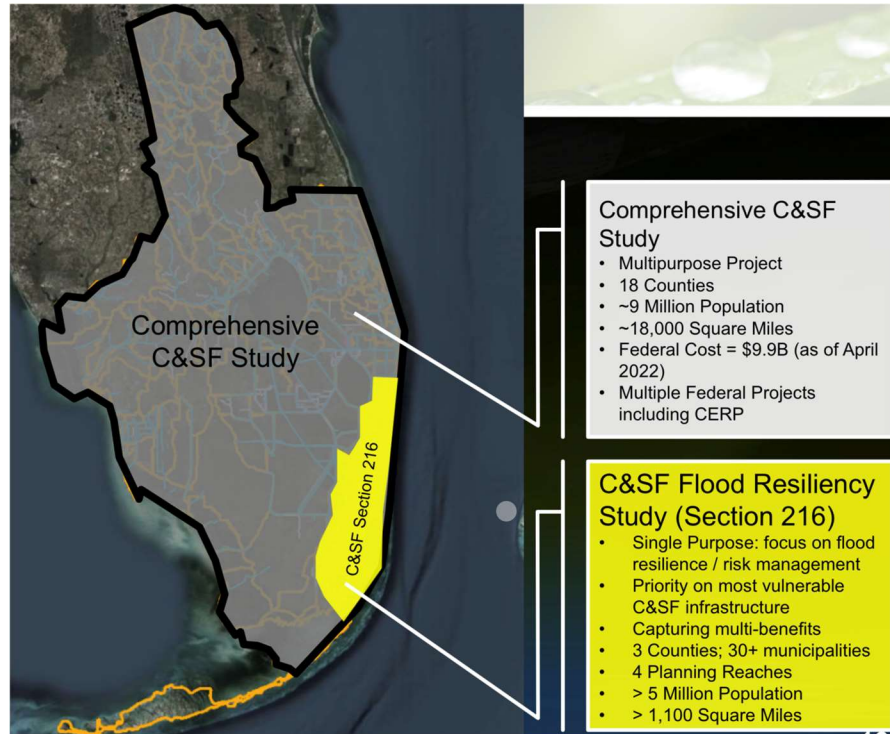 Comprehensive
C&SF Study
C&SF Section 216
Comprehensive C&SF
Study
• Multipurpose Project
• 18 Counties
• ~9 Million Population
• ~18,000 Square Miles
• Federal Cost = $9.9B (as of April
2022)
• Multiple Federal Projects
including CERP
C&SF Flood Resiliency
Study (Section 216)
• Single Purpose: focus on flood
resilience / risk management
• Priority on most vulnerable
C&SF infrastructure
• Capturing multi-benefits
• 3 Counties; 30+ municipalities
• 4 Planning Reaches
• > 5 Million Population
• > 1,100 Square Miles